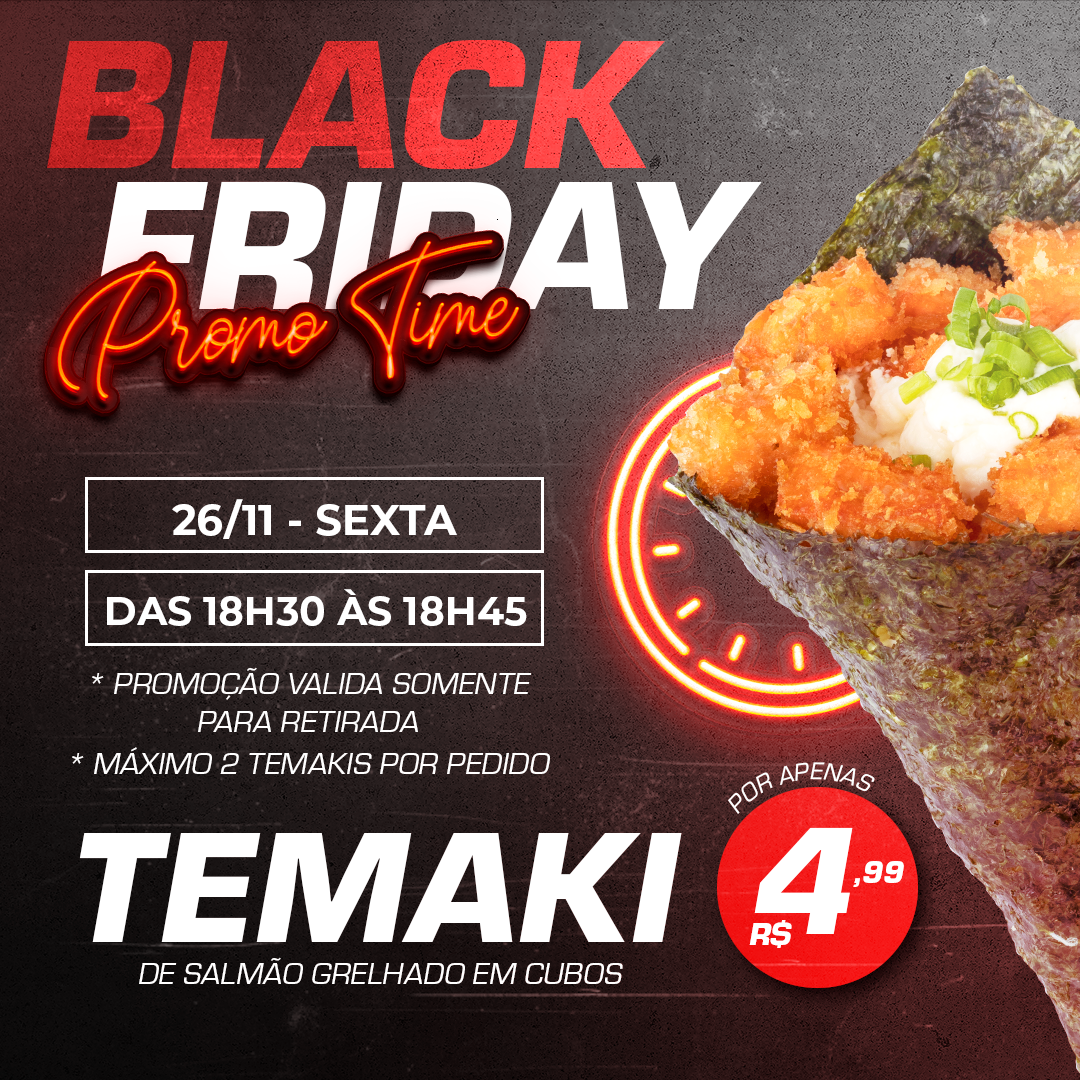 BLACK
FRIDAY
Promo Time
26/11 - SEXTA
DAS 18H30 ÀS 18H45
* PROMOÇÃO VALIDA SOMENTE
PARA RETIRADA
* MÁXIMO 2 TEMAKIS POR PEDIDO
POR APENAS
R$ 4,99
TEMAKI
DE SALMÃO GRELHADO EM CUBOS